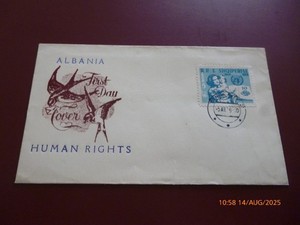 ALBANIA
First
Day
Cover
HUMAN RIGHTS
10:58 14/AUG/2025